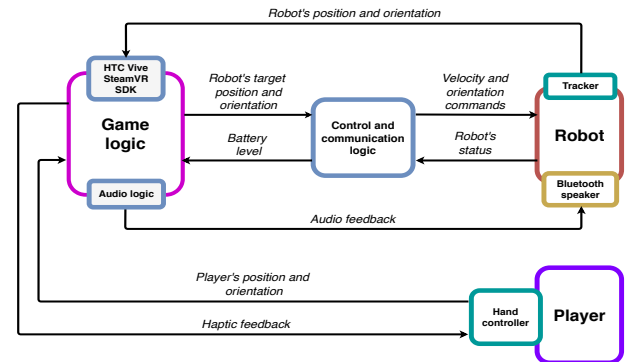 Robot's position and orientation
HTC Vive
SteamVR
SDK
Game
logic
Audio logic
Robot's target
position and
orientation
Battery
level
Control and
communication
logic
Velocity and
orientation
commands
Robot's
status
Tracker
Robot
Bluetooth
speaker
Audio feedback
Player's position and
orientation
Haptic feedback
Hand
controller
Player